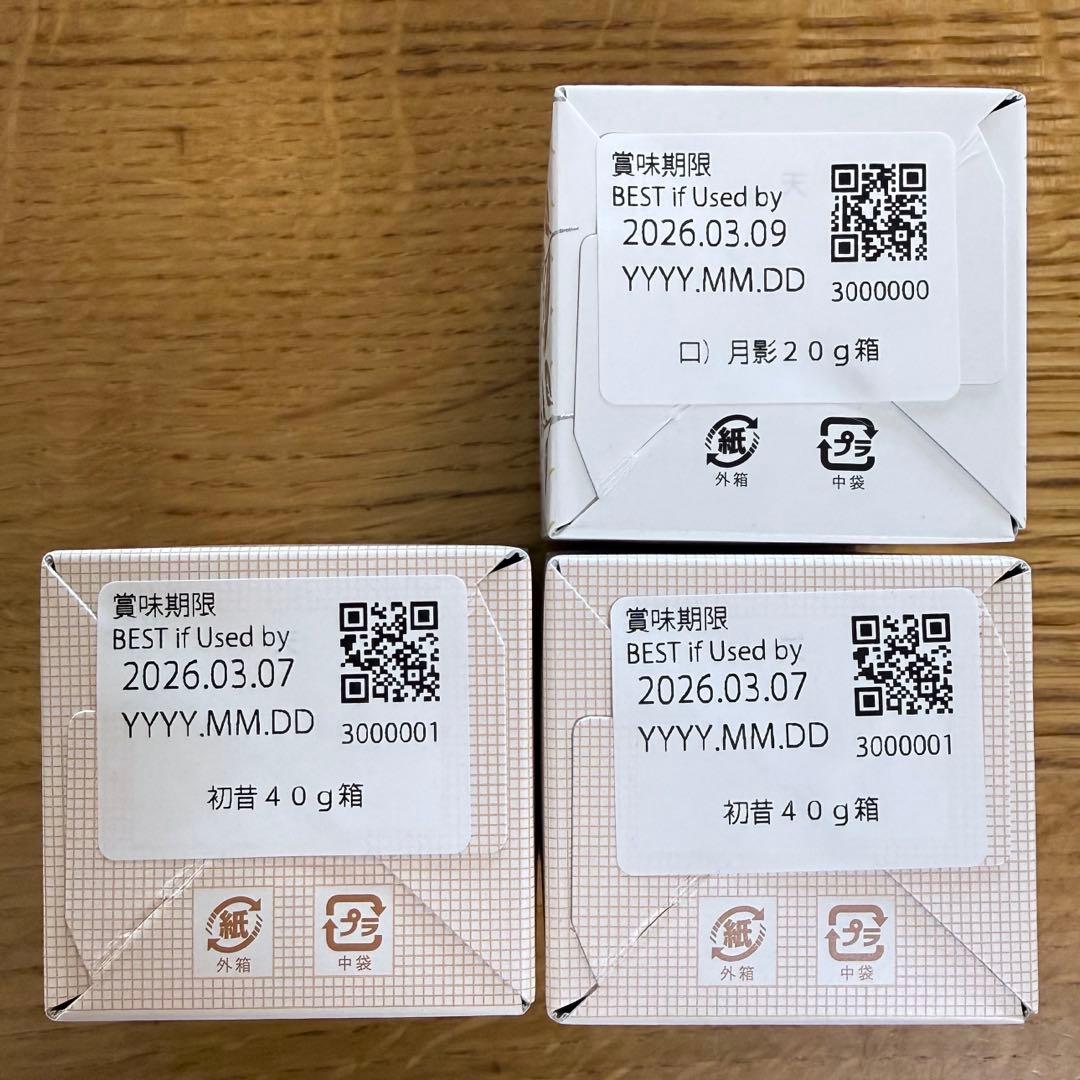 賞味期限
BEST if Used by
2026.03.09
YYYY.MM.DD
3000000
口）月影２０ｇ箱
紙
外箱
プラ
中袋
賞味期限
BEST if Used by
2026.03.07
YYYY.MM.DD
3000001
初昔４０ｇ箱
紙
外箱
プラ
中袋
賞味期限
BEST if Used by
2026.03.07
YYYY.MM.DD
3000001
初昔４０ｇ箱
紙
外箱
プラ
中袋